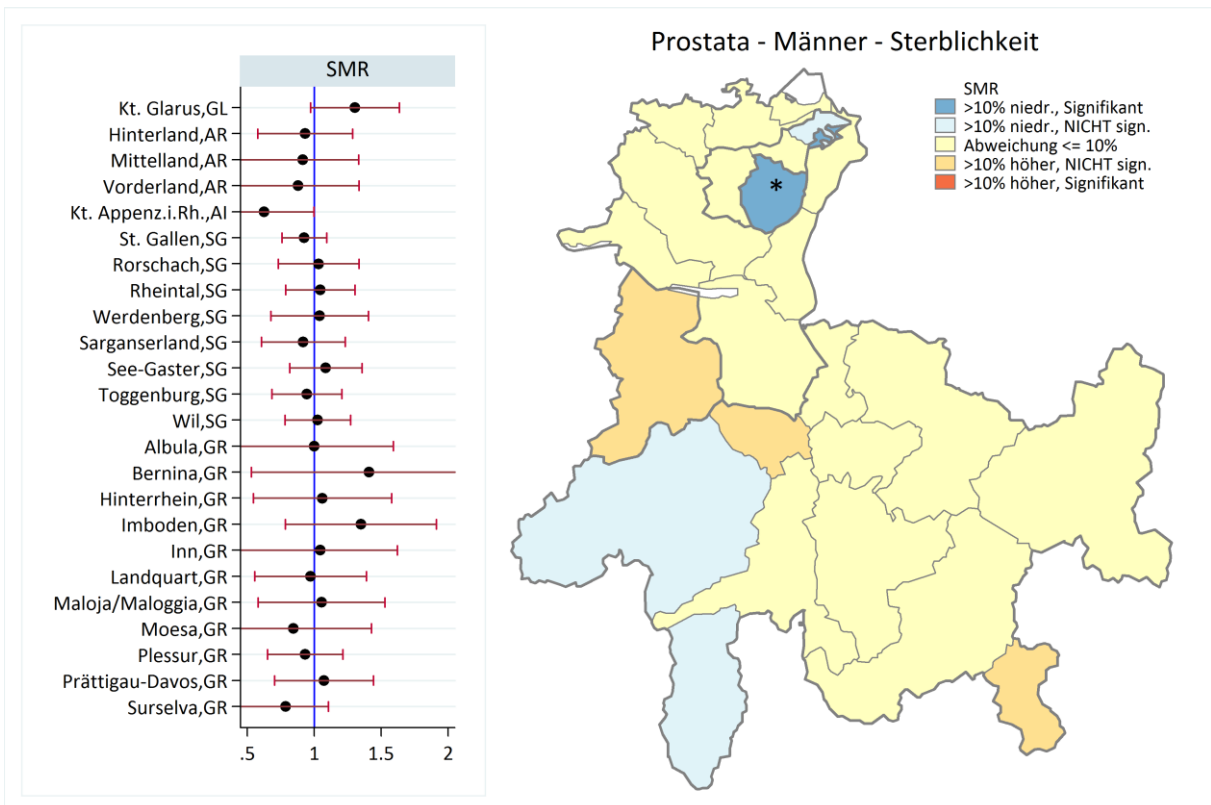 SMR
Kt. Glarus,GL
Hinterland,AR
Mittelland,AR
Vorderland,AR
Kt. Appenz.i.Rh.,AI
St. Gallen,SG
Rorschach,SG
Rheintal,SG
Werdenberg,SG
Sarganserland,SG
See-Gaster,SG
Toggenburg,SG
Wil,SG
Albula,GR
Bernina,GR
Hinterrhein,GR
Imboden,GR
Inn,GR
Landquart,GR
Maloja/Maloggia,GR
Moesa,GR
Plessur,GR
Prättigau-Davos,GR
Surselva,GR
.5 1 1.5 2
Prostata - Männer - Sterblichkeit
SMR
>10% niedr., Signifikant
>10% niedr., NICHT sign.
Abweichung <= 10%
>10% höher, NICHT sign.
>10% höher, Signifikant
*